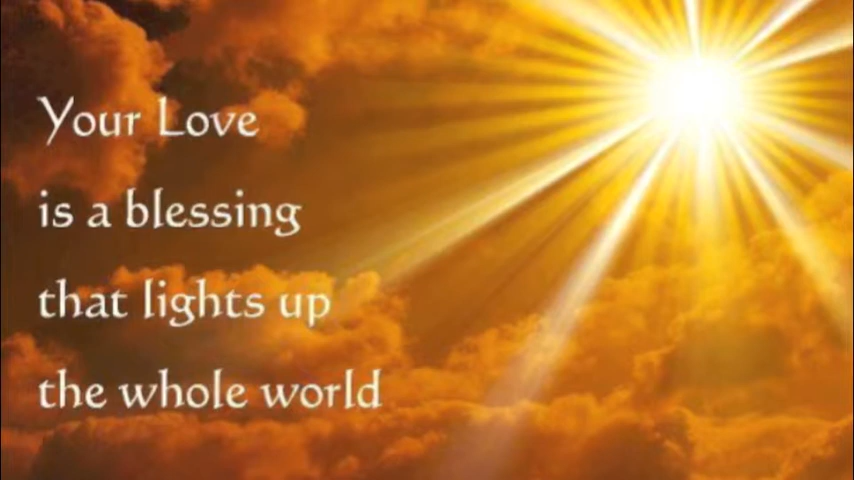 Your Love
is a blessing
that lights up
the whole world